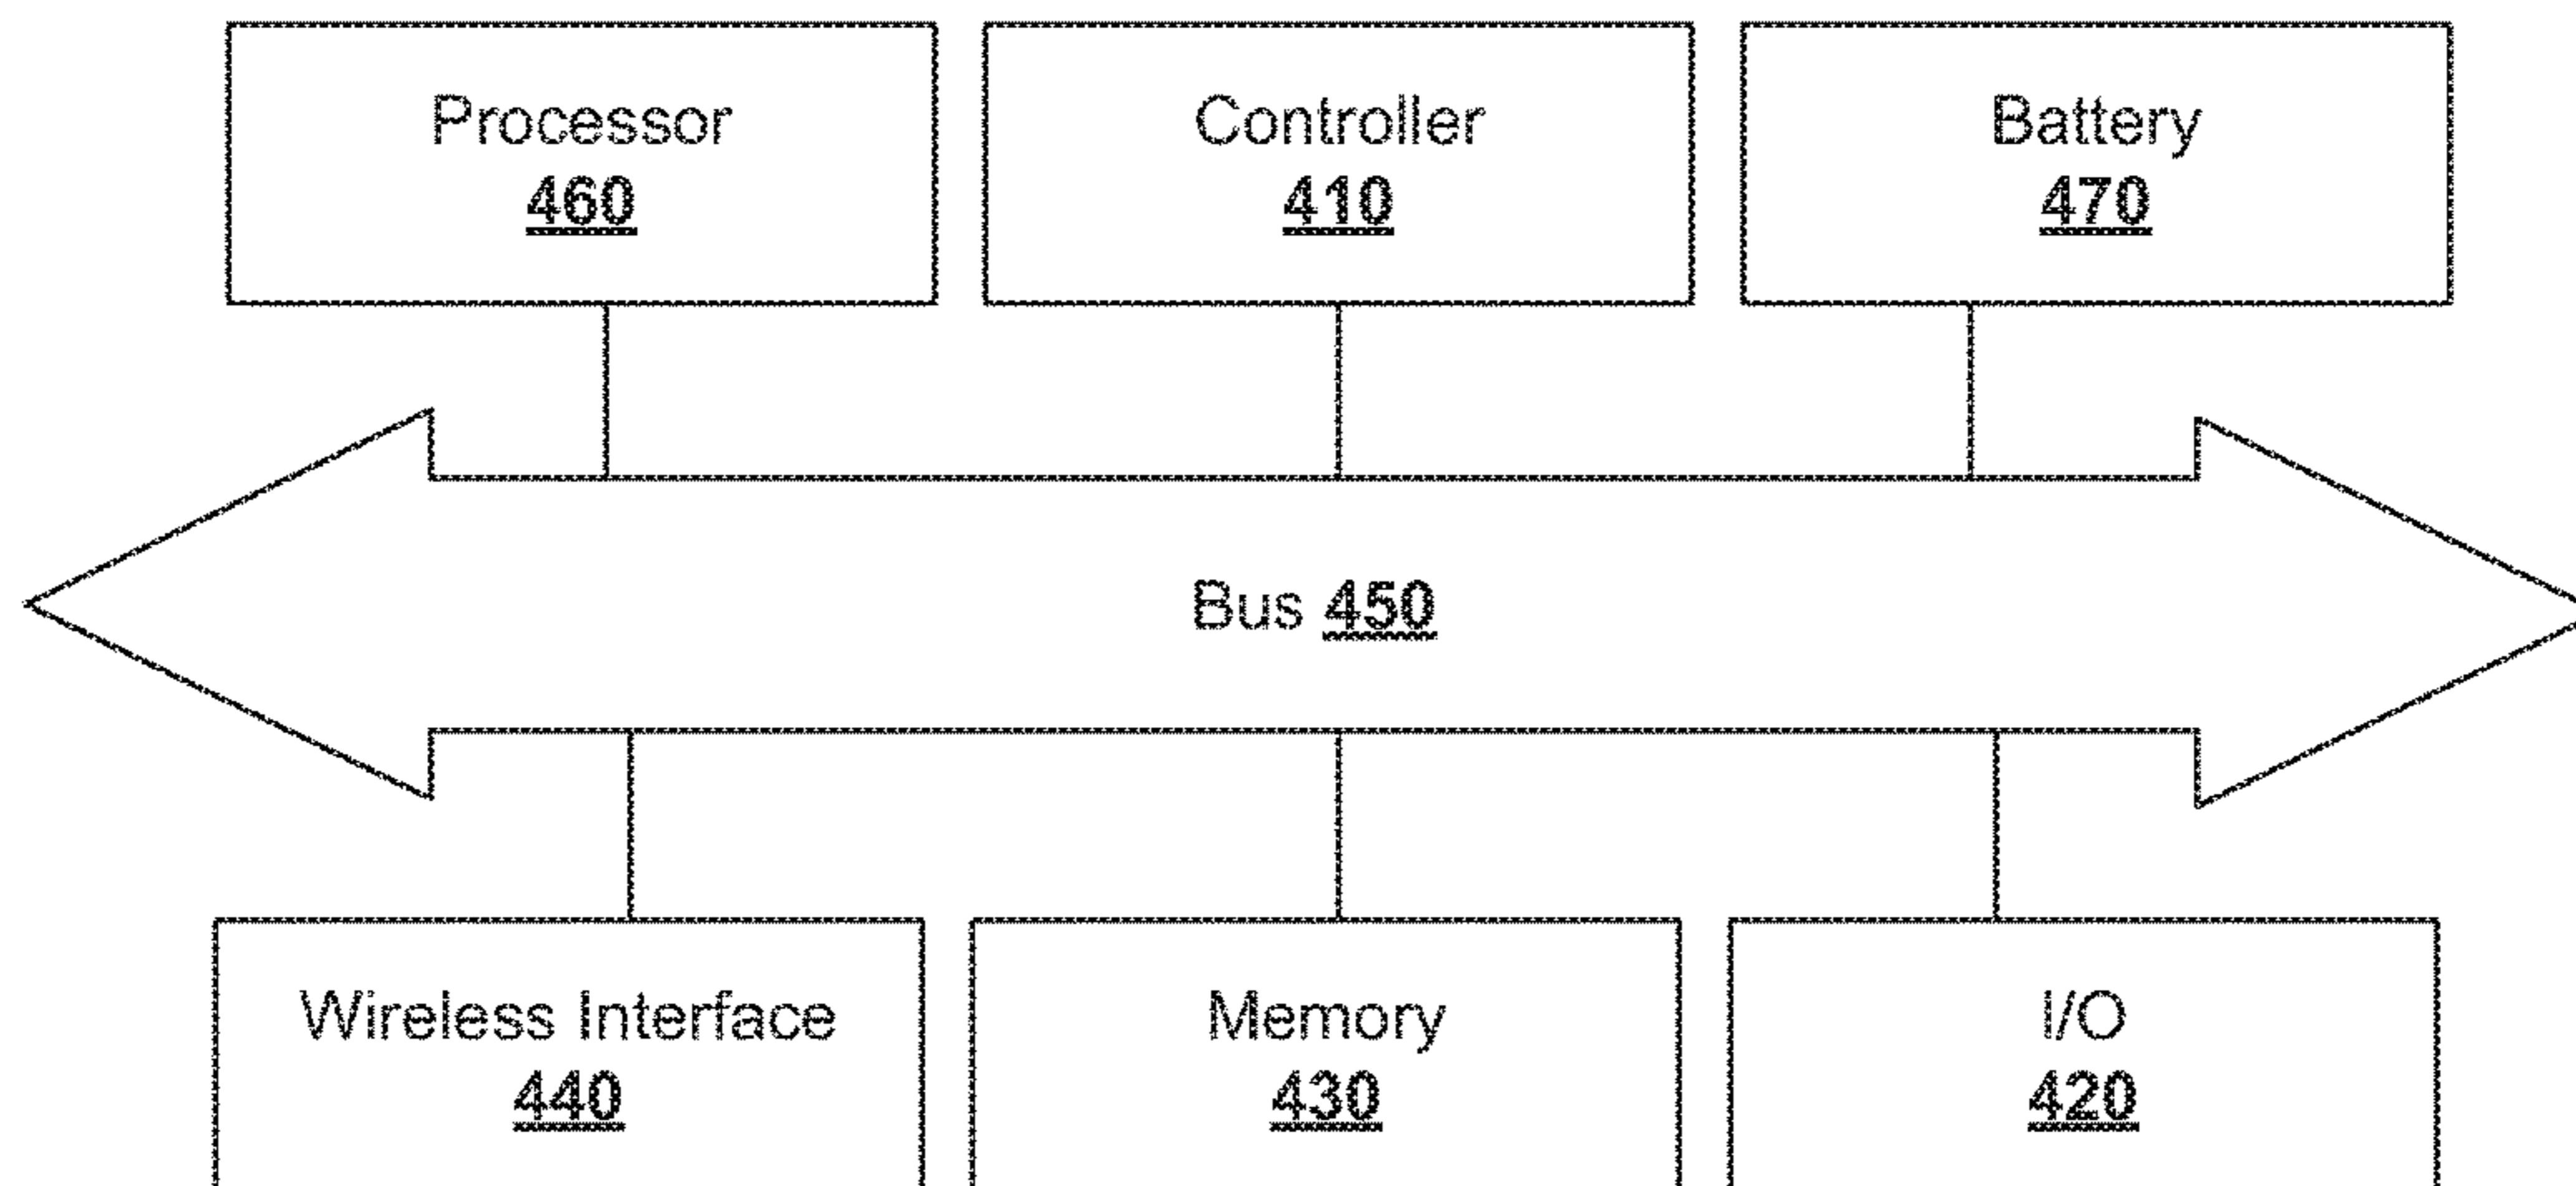 Processor
460
Controller
410
Battery
470
Bus 450
Wireless Interface
440
Memory
430
I/O
420